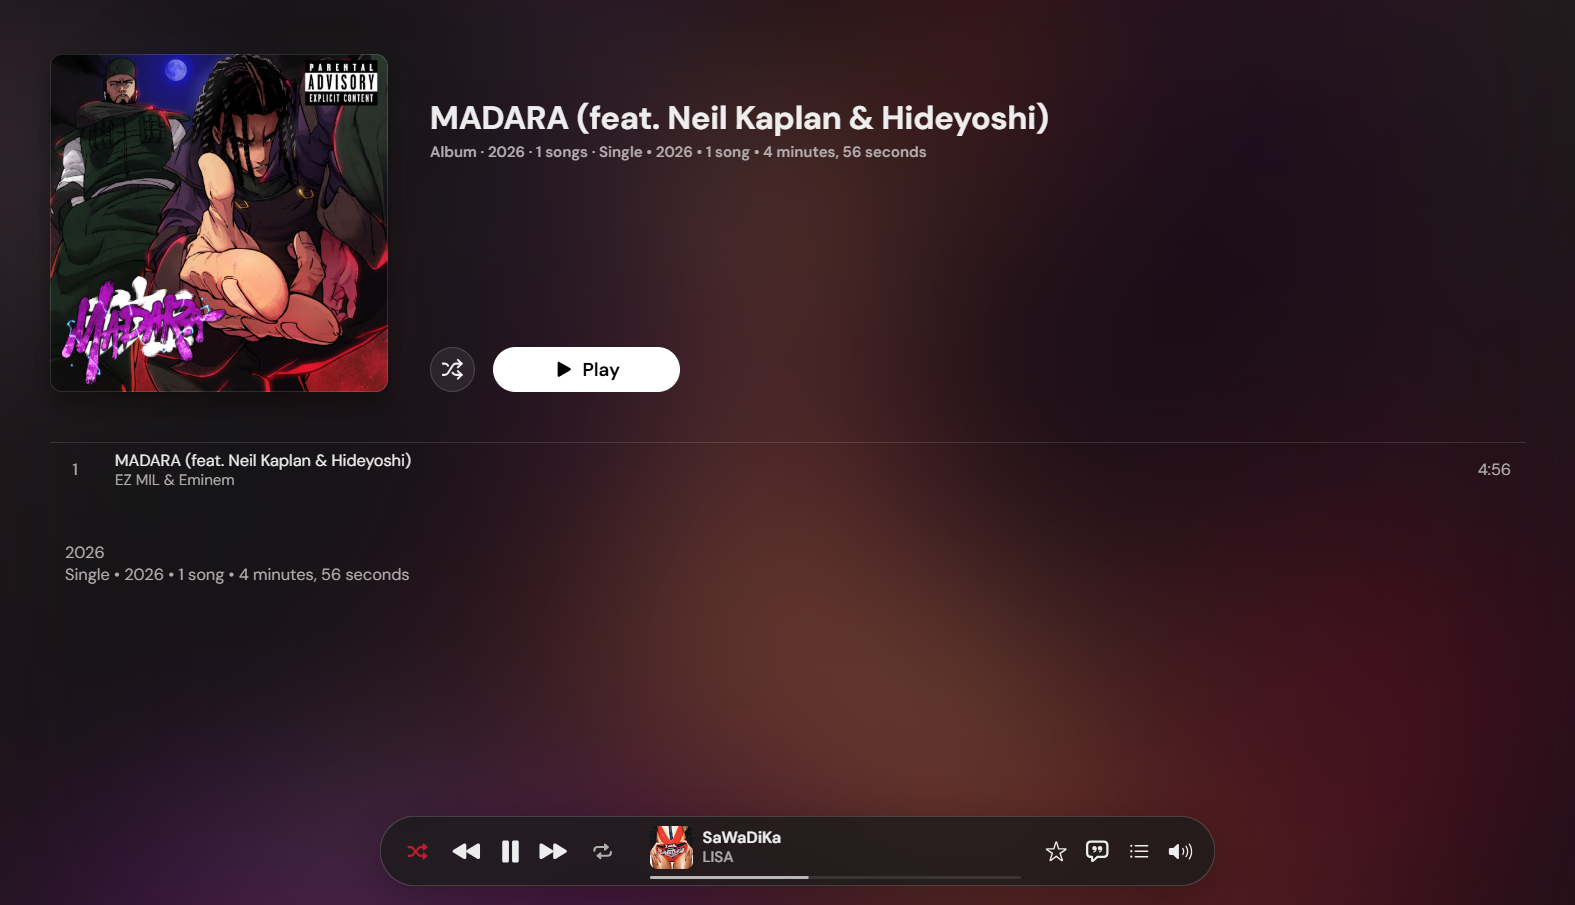 PARENTAL
ADVISORY
EXPLICIT CONTENT
MADARA
MADARA (feat. Neil Kaplan & Hideyoshi)
Album · 2026 · 1 songs · Single • 2026 • 1 song • 4 minutes, 56 seconds
Play
1
MADARA (feat. Neil Kaplan & Hideyoshi)
EZ MIL & Eminem
4:56
2026
Single • 2026 • 1 song • 4 minutes, 56 seconds
SaWaDiKa
LISA